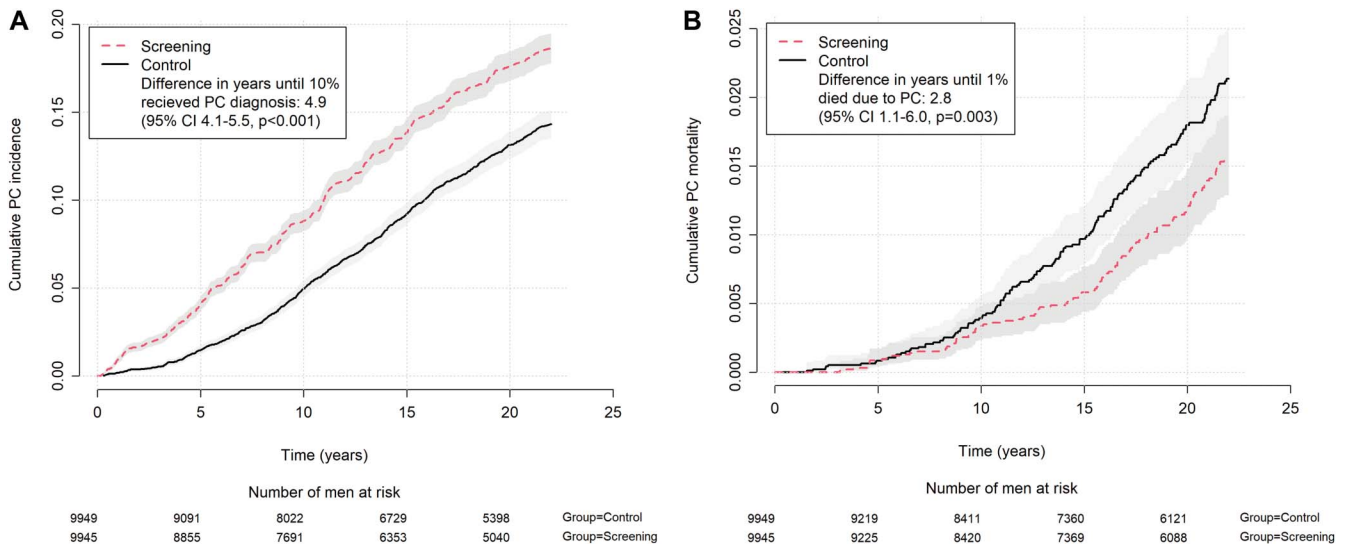 A
Screening
Control
Difference in years until 10%
recieved PC diagnosis: 4.9
(95% CI 4.1-5.5, p<0.001)
Cumulative PC incidence
0.20
0.15
0.10
0.05
0.00
0 5 10 15 20 25
Time (years)
Number of men at risk
9949 9091 8022 6729 5398 Group=Control
9945 8855 7691 6353 5040 Group=Screening
B
Screening
Control
Difference in years until 1%
died due to PC: 2.8
(95% CI 1.1-6.0, p=0.003)
Cumulative PC mortality
0.025
0.020
0.015
0.010
0.005
0.000
0 5 10 15 20 25
Time (years)
Number of men at risk
9949 9219 8411 7360 6121 Group=Control
9945 9225 8420 7369 6088 Group=Screening